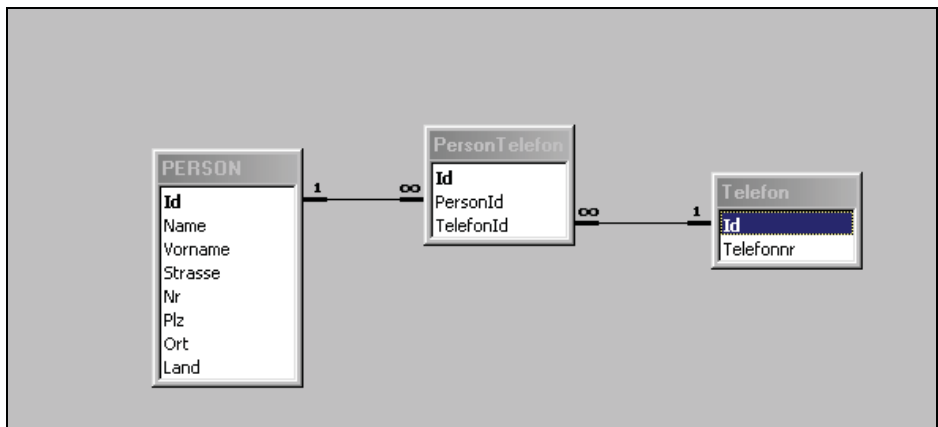 PERSON
Id
Name
Vorname
Strasse
Nr
Plz
Ort
Land
1
∞
PersonTelefon
Id
PersonId
TelefonId
∞
1
Telefon
Id
Telefonnr